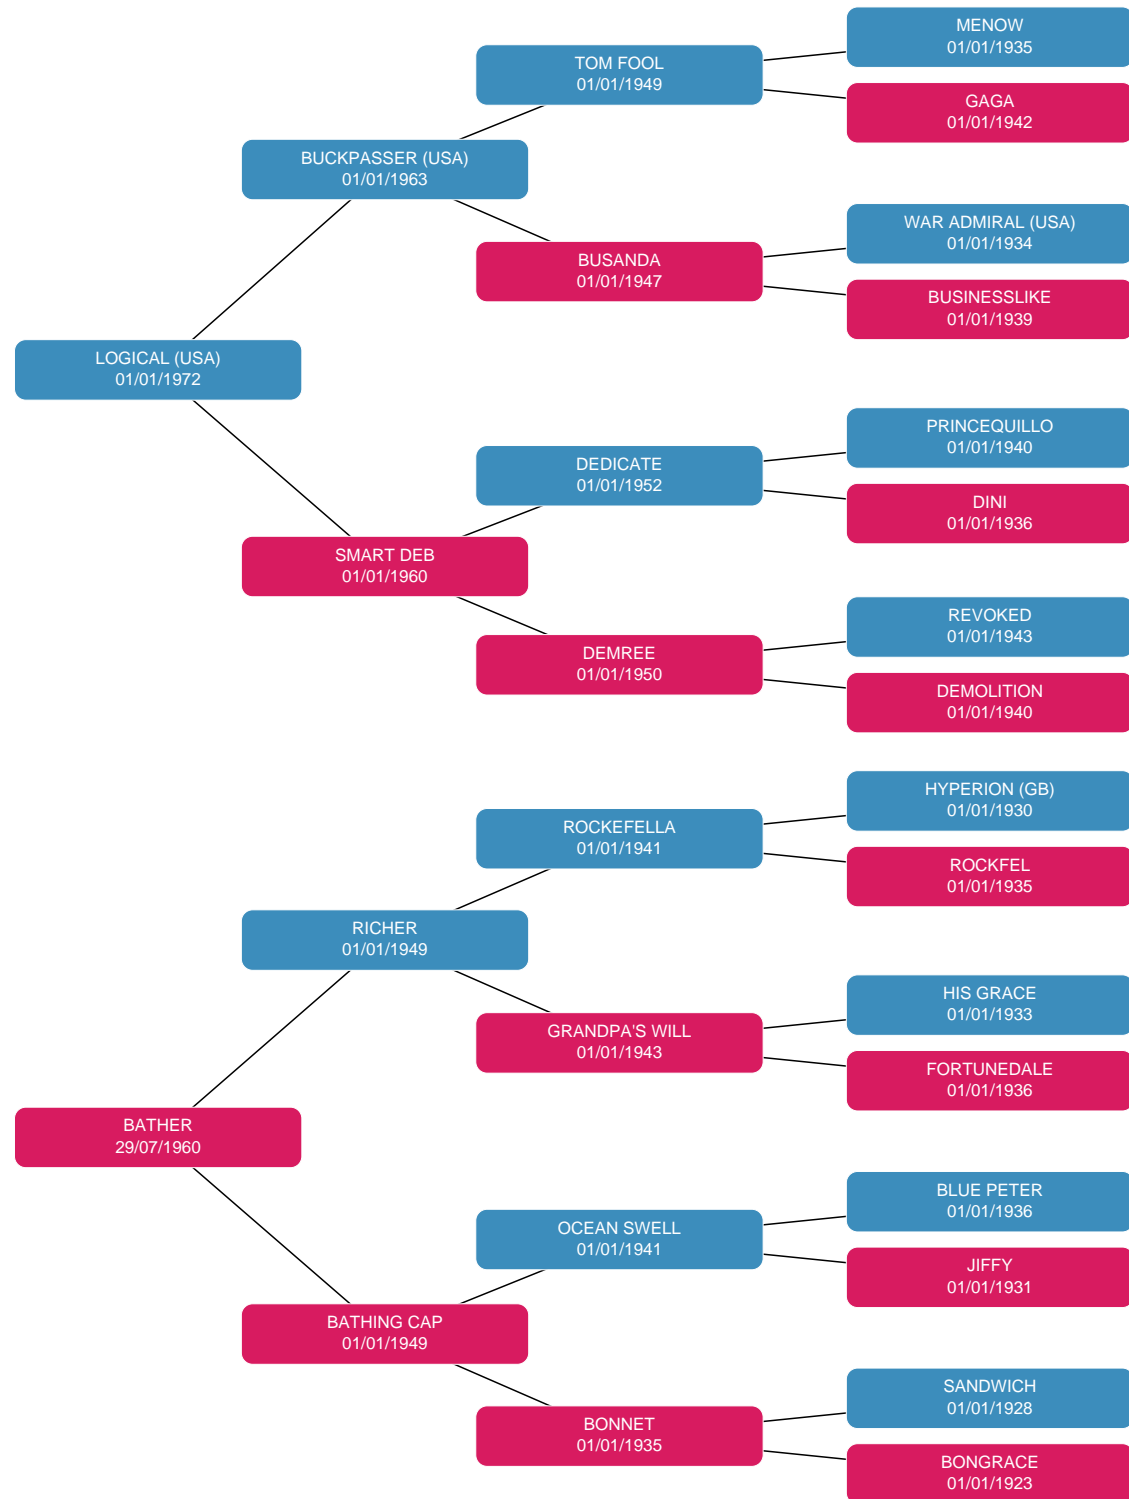 MENOW
01/01/1935
TOM FOOL
01/01/1949
GAGA
01/01/1942
BUCKPASSER (USA)
01/01/1963
WAR ADMIRAL (USA)
01/01/1934
BUSANDA
01/01/1947
BUSINESSLIKE
01/01/1939
LOGICAL (USA)
01/01/1972
PRINCEQUILLO
01/01/1940
DEDICATE
01/01/1952
DINI
01/01/1936
SMART DEB
01/01/1960
REVOKED
01/01/1943
DEMREE
01/01/1950
DEMOLITION
01/01/1940
HYPERION (GB)
01/01/1930
ROCKEFELLA
01/01/1941
ROCKFEL
01/01/1935
RICHER
01/01/1949
HIS GRACE
01/01/1933
GRANDPA'S WILL
01/01/1943
FORTUNEDALE
01/01/1936
BATHER
29/07/1960
BLUE PETER
01/01/1936
OCEAN SWELL
01/01/1941
JIFFY
01/01/1931
BATHING CAP
01/01/1949
SANDWICH
01/01/1928
BONNET
01/01/1935
BONGRACE
01/01/1923